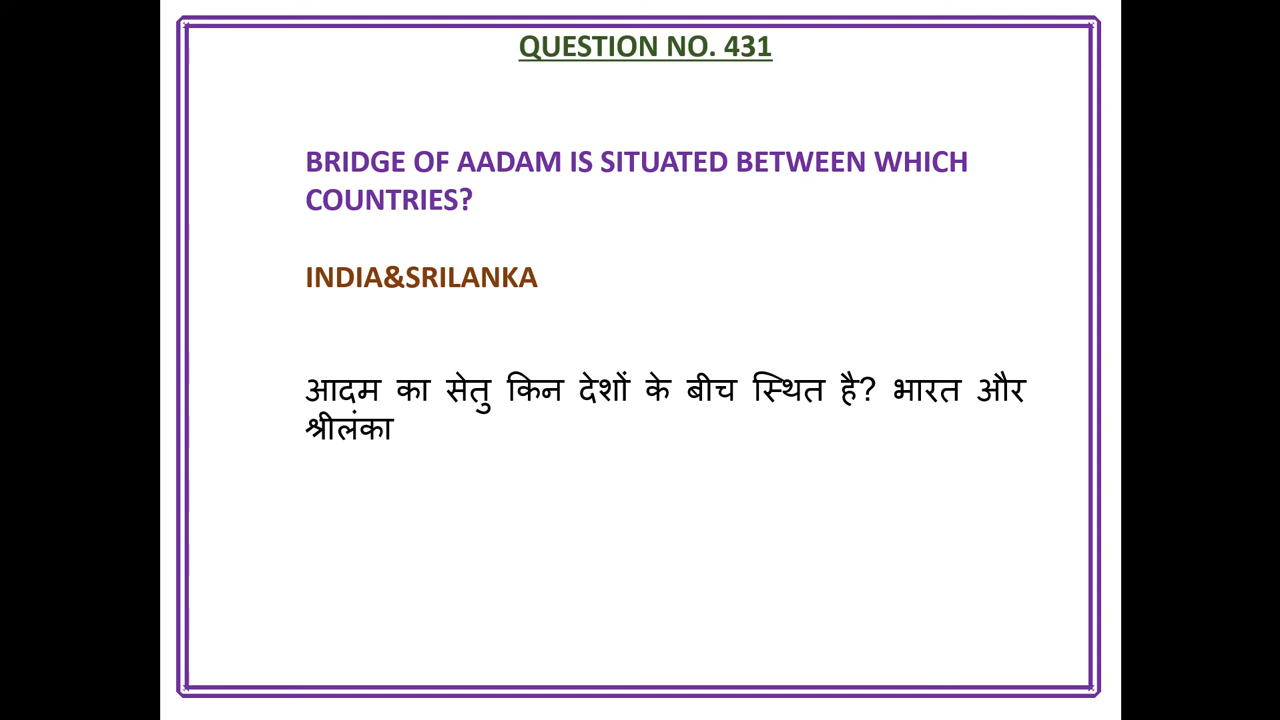 QUESTION NO. 431
BRIDGE OF AADAM IS SITUATED BETWEEN WHICH
COUNTRIES?
INDIA&SRILANKA
आदम का सेतु किन देशों के बीच स्थित है? भारत और
श्रीलंका